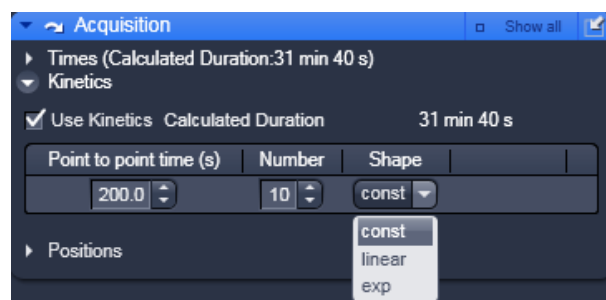 Acquisition Show all
Times (Calculated Duration:31 min 40 s)
Kinetics
Use Kinetics Calculated Duration 31 min 40 s
Point to point time (s) Number Shape
200.0 10 const
const
Positions
linear
exp